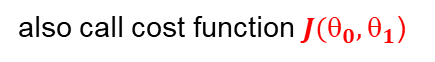 also call cost function J(θ₀, θ₁)